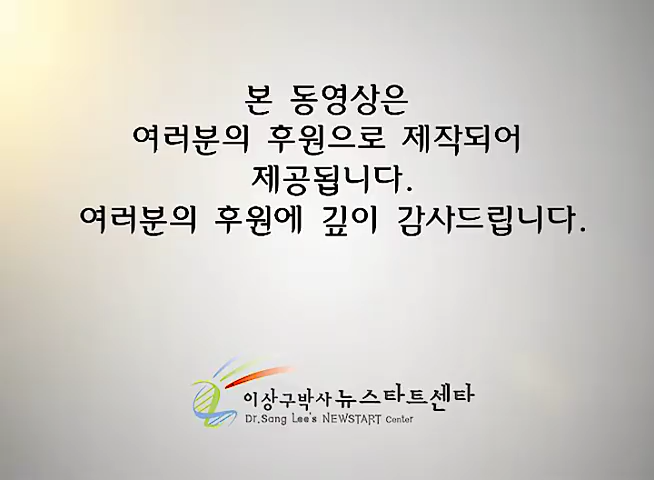 본 동영상은
여러분의 후원으로 제작되어
제공됩니다.
여러분의 후원에 깊이 감사드립니다.
이상구박사 뉴스타트센타
Dr.Sang Lee's NEWSTART Center